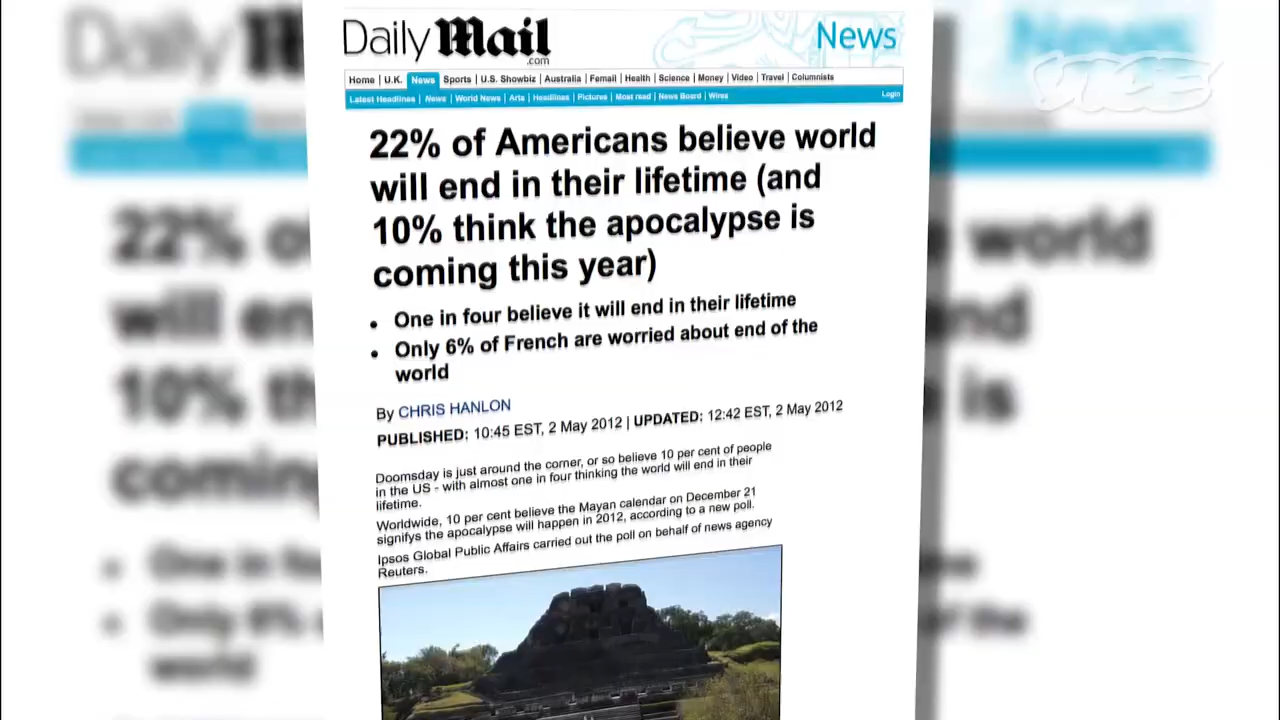 Daily Mail
.com
News
VICE
Home | U.K. | News | Sports | U.S. Showbiz | Australia | Femail | Health | Science | Money | Video | Travel | Columnists
Latest Headlines | News | World News | Arts | Headlines | Pictures | Most read | News Board | Wires
Login
22% of Americans believe world
will end in their lifetime (and
10% think the apocalypse is
coming this year)
• One in four believe it will end in their lifetime
• Only 6% of French are worried about end of the
world
By CHRIS HANLON
PUBLISHED: 10:45 EST, 2 May 2012 | UPDATED: 12:42 EST, 2 May 2012
Doomsday is just around the corner, or so believe 10 per cent of people
in the US - with almost one in four thinking the world will end in their
lifetime.
Worldwide, 10 per cent believe the Mayan calendar on December 21
signifys the apocalypse will happen in 2012, according to a new poll.
Ipsos Global Public Affairs carried out the poll on behalf of news agency
Reuters.